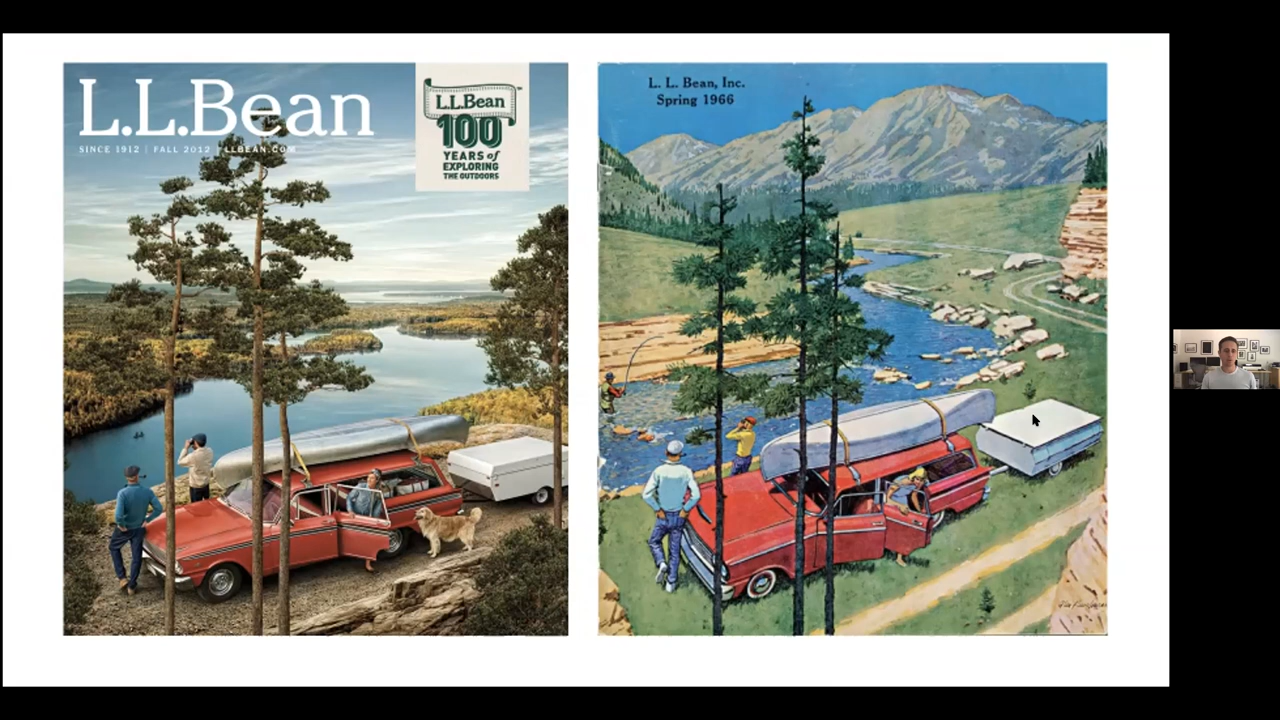 L.L.Bean
SINCE 1912 | FALL 2012 | LLBEAN.COM
L.L.Bean
100
YEARS of
EXPLORING
THE OUTDOORS
L. L. Bean, Inc.
Spring 1966